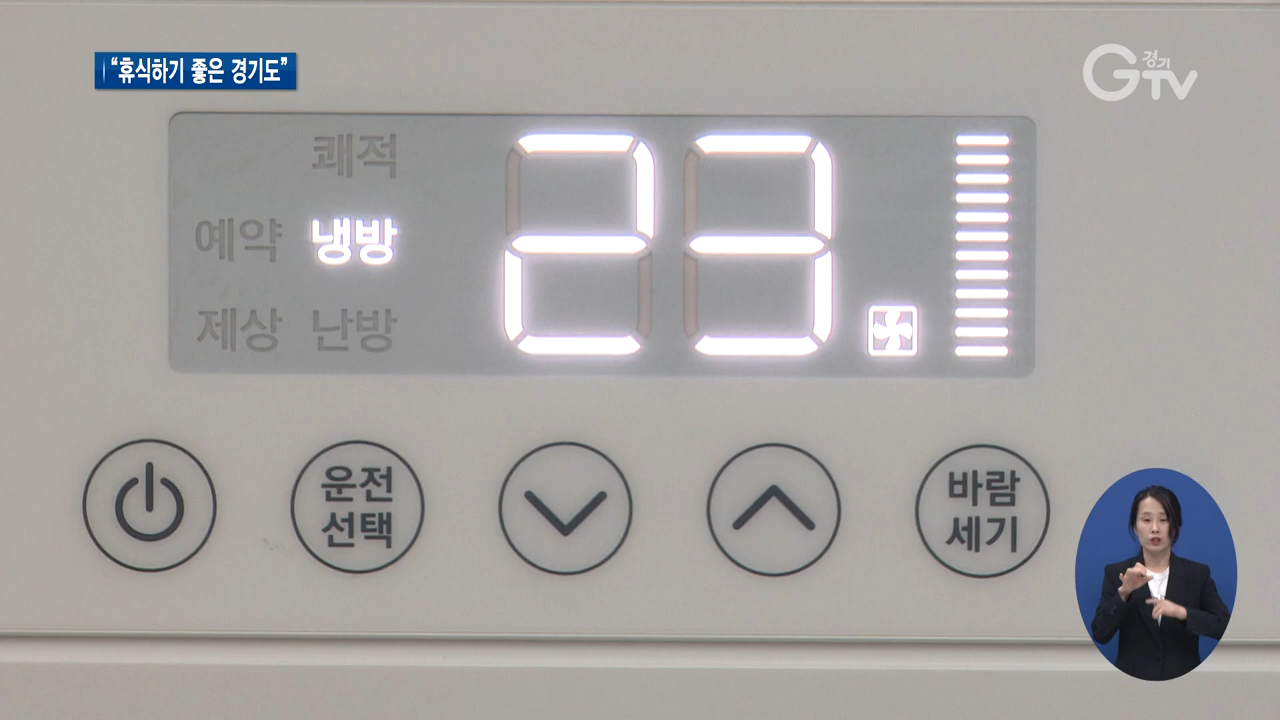 “휴식하기 좋은 경기도”
경기
GTV
쾌적
예약 냉방
제상 난방
23.
운전
선택
바람
세기